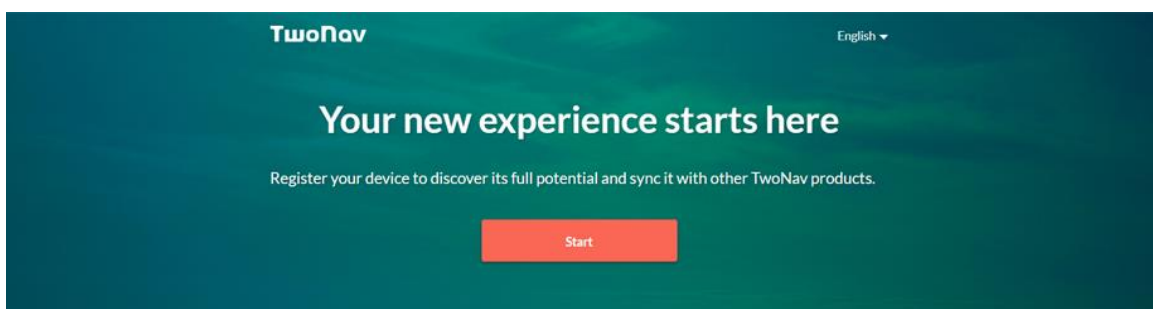 TwoNav
English
Your new experience starts here
Register your device to discover its full potential and sync it with other TwoNav products.
Start